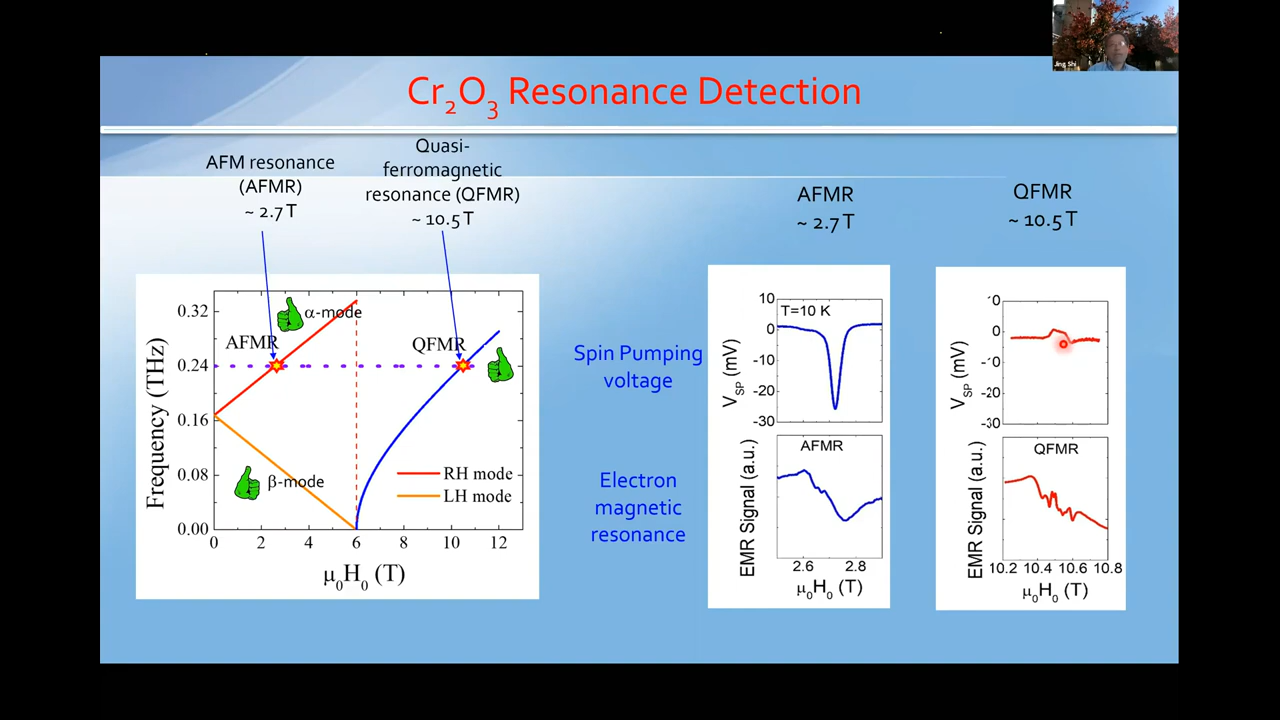 Jing Shi
Cr₂O₃ Resonance Detection
AFM resonance
(AFMR)
~ 2.7 T
Quasi-
ferromagnetic
resonance (QFMR)
~ 10.5 T
AFMR
~ 2.7 T
QFMR
~ 10.5 T
Frequency (THz)
0.32
0.24
0.16
0.08
0.00
α-mode
AFMR
QFMR
β-mode
RH mode
LH mode
0 2 4 6 8 10 12
μ₀H₀ (T)
Spin Pumping
voltage
Electron
magnetic
resonance
V_SP (mV)
10
0
-10
-20
-30
T=10 K
EMR Signal (a.u.)
AFMR
2.6 2.8
μ₀H₀ (T)
V_SP (mV)
0
0
-10
-20
-30
EMR Signal (a.u.)
QFMR
10.2 10.4 10.6 10.8
μ₀H₀ (T)